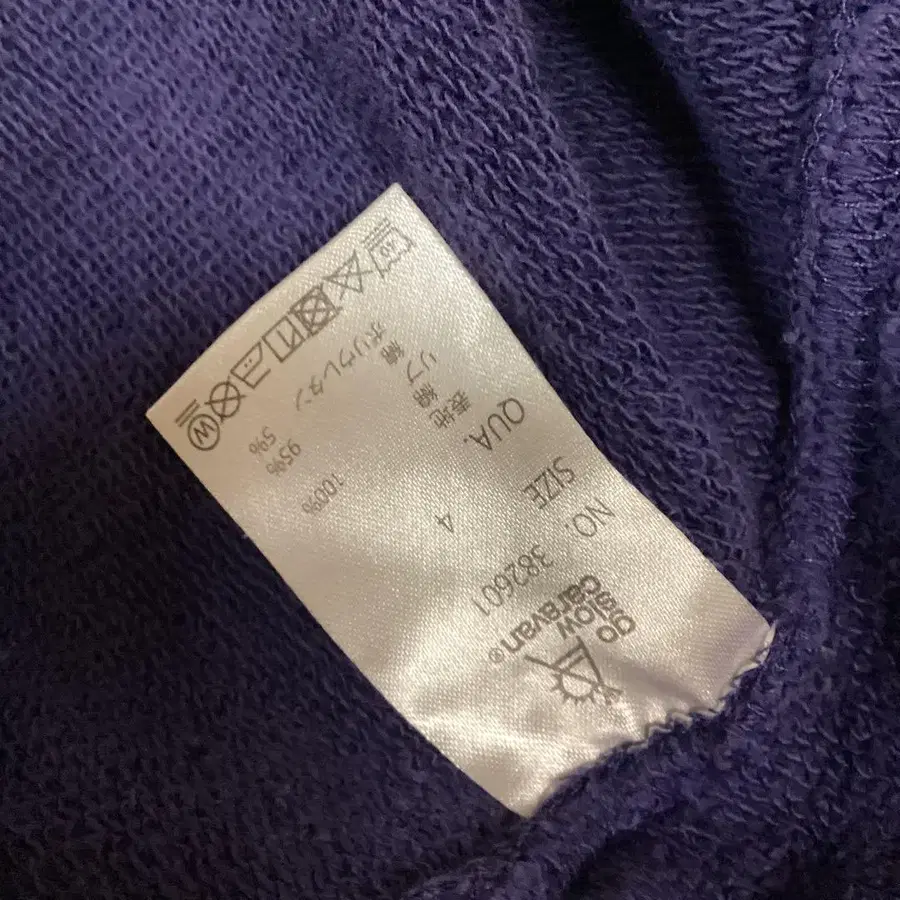 go
slow
caravan®
NO. 382601
SIZE 4
QUA.
表地
綿 100%
リブ
綿 95%
ポリウレタン 5%
W